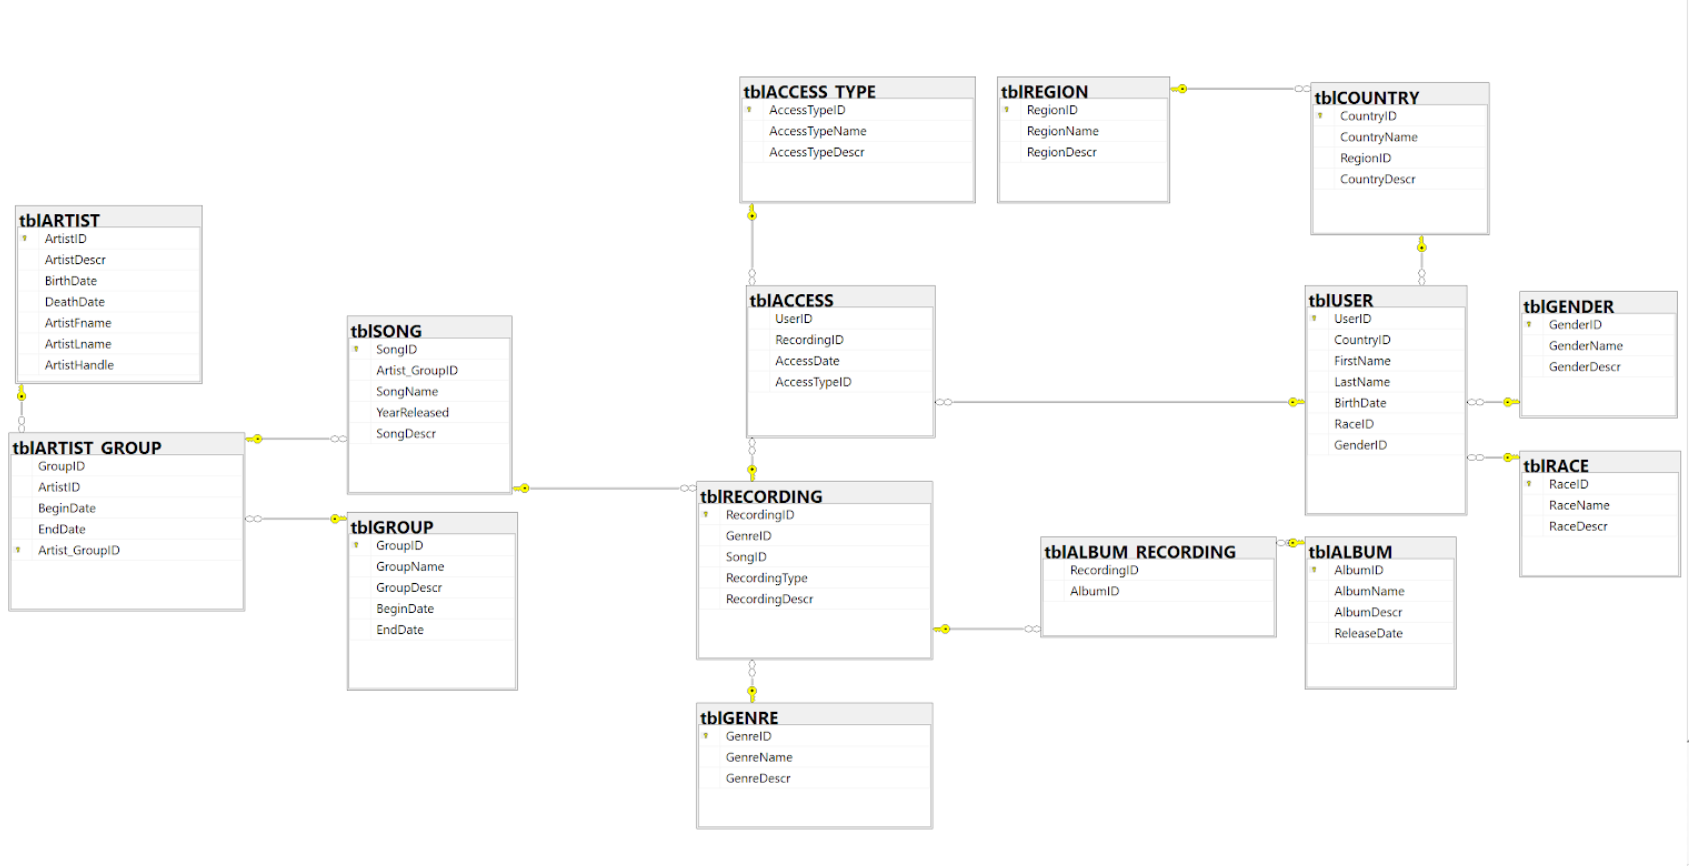 tblACCESS_TYPE
AccessTypeID
AccessTypeName
AccessTypeDescr
tblREGION
RegionID
RegionName
RegionDescr
tblCOUNTRY
CountryID
CountryName
RegionID
CountryDescr
tblARTIST
ArtistID
ArtistDescr
BirthDate
DeathDate
ArtistFname
ArtistLname
ArtistHandle
tblSONG
SongID
Artist_GroupID
SongName
YearReleased
SongDescr
tblACCESS
UserID
RecordingID
AccessDate
AccessTypeID
tblUSER
UserID
CountryID
FirstName
LastName
BirthDate
RaceID
GenderID
tblGENDER
GenderID
GenderName
GenderDescr
tblARTIST_GROUP
GroupID
ArtistID
BeginDate
EndDate
Artist_GroupID
tblGROUP
GroupID
GroupName
GroupDescr
BeginDate
EndDate
tblRECORDING
RecordingID
GenreID
SongID
RecordingType
RecordingDescr
tblALBUM_RECORDING
RecordingID
AlbumID
tblALBUM
AlbumID
AlbumName
AlbumDescr
ReleaseDate
tblRACE
RaceID
RaceName
RaceDescr
tblGENRE
GenreID
GenreName
GenreDescr